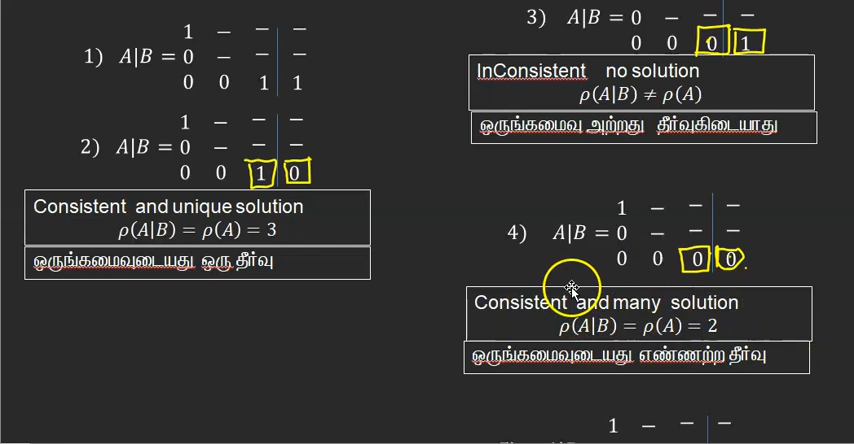 1 – – –
1) A|B = 0 – – –
0 0 1 1
1 – – –
2) A|B = 0 – – –
0 0 1 0
Consistent and unique solution
ρ(A|B) = ρ(A) = 3
ஒருங்கமைவுடையது ஒரு தீர்வு
3) A|B = 0 – – –
0 0 0 1
InConsistent no solution
ρ(A|B) ≠ ρ(A)
ஒருங்கமைவு அற்றது தீர்வுகிடையாது
1 – – –
4) A|B = 0 – – –
0 0 0 0
Consistent and many solution
ρ(A|B) = ρ(A) = 2
ஒருங்கமைவுடையது எண்ணற்ற தீர்வு
1 – – –